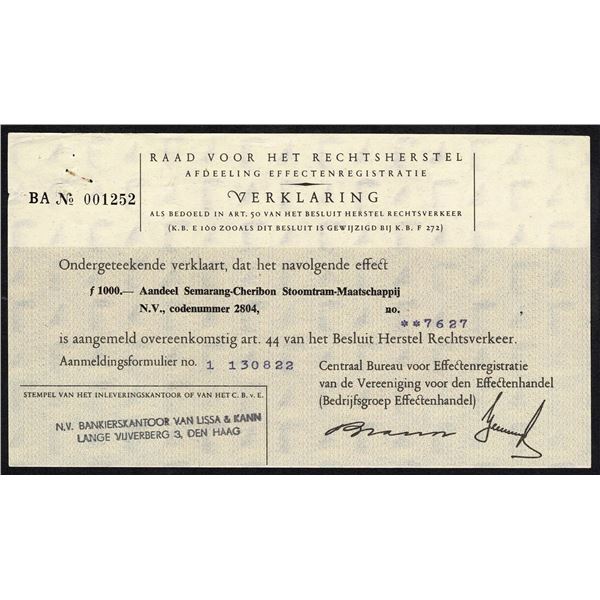 RAAD VOOR HET RECHTSHERSTEL
AFDEELING EFFECTENREGISTRATIE
BA № 001252
VERKLARING
ALS BEDOELD IN ART. 50 VAN HET BESLUIT HERSTEL RECHTSVERKEER
(K.B. E 100 ZOOALS DIT BESLUIT IS GEWIJZIGD BIJ K.B. F 272)
Ondergeteekende verklaart, dat het navolgende effect
ƒ 1000.— Aandeel Semarang-Cheribon Stoomtram-Maatschappij
N.V., codenummer 2804, no. **7627 ,
is aangemeld overeenkomstig art. 44 van het Besluit Herstel Rechtsverkeer.
Aanmeldingsformulier no. 1 130822
Centraal Bureau voor Effectenregistratie
van de Vereeniging voor den Effectenhandel
(Bedrijfsgroep Effectenhandel)
STEMPEL VAN HET INLEVERINGSKANTOOR OF VAN HET C.B.v.E.
N.V. BANKIERSKANTOOR VAN LISSA & KANN
LANGE VIJVERBERG 3, DEN HAAG